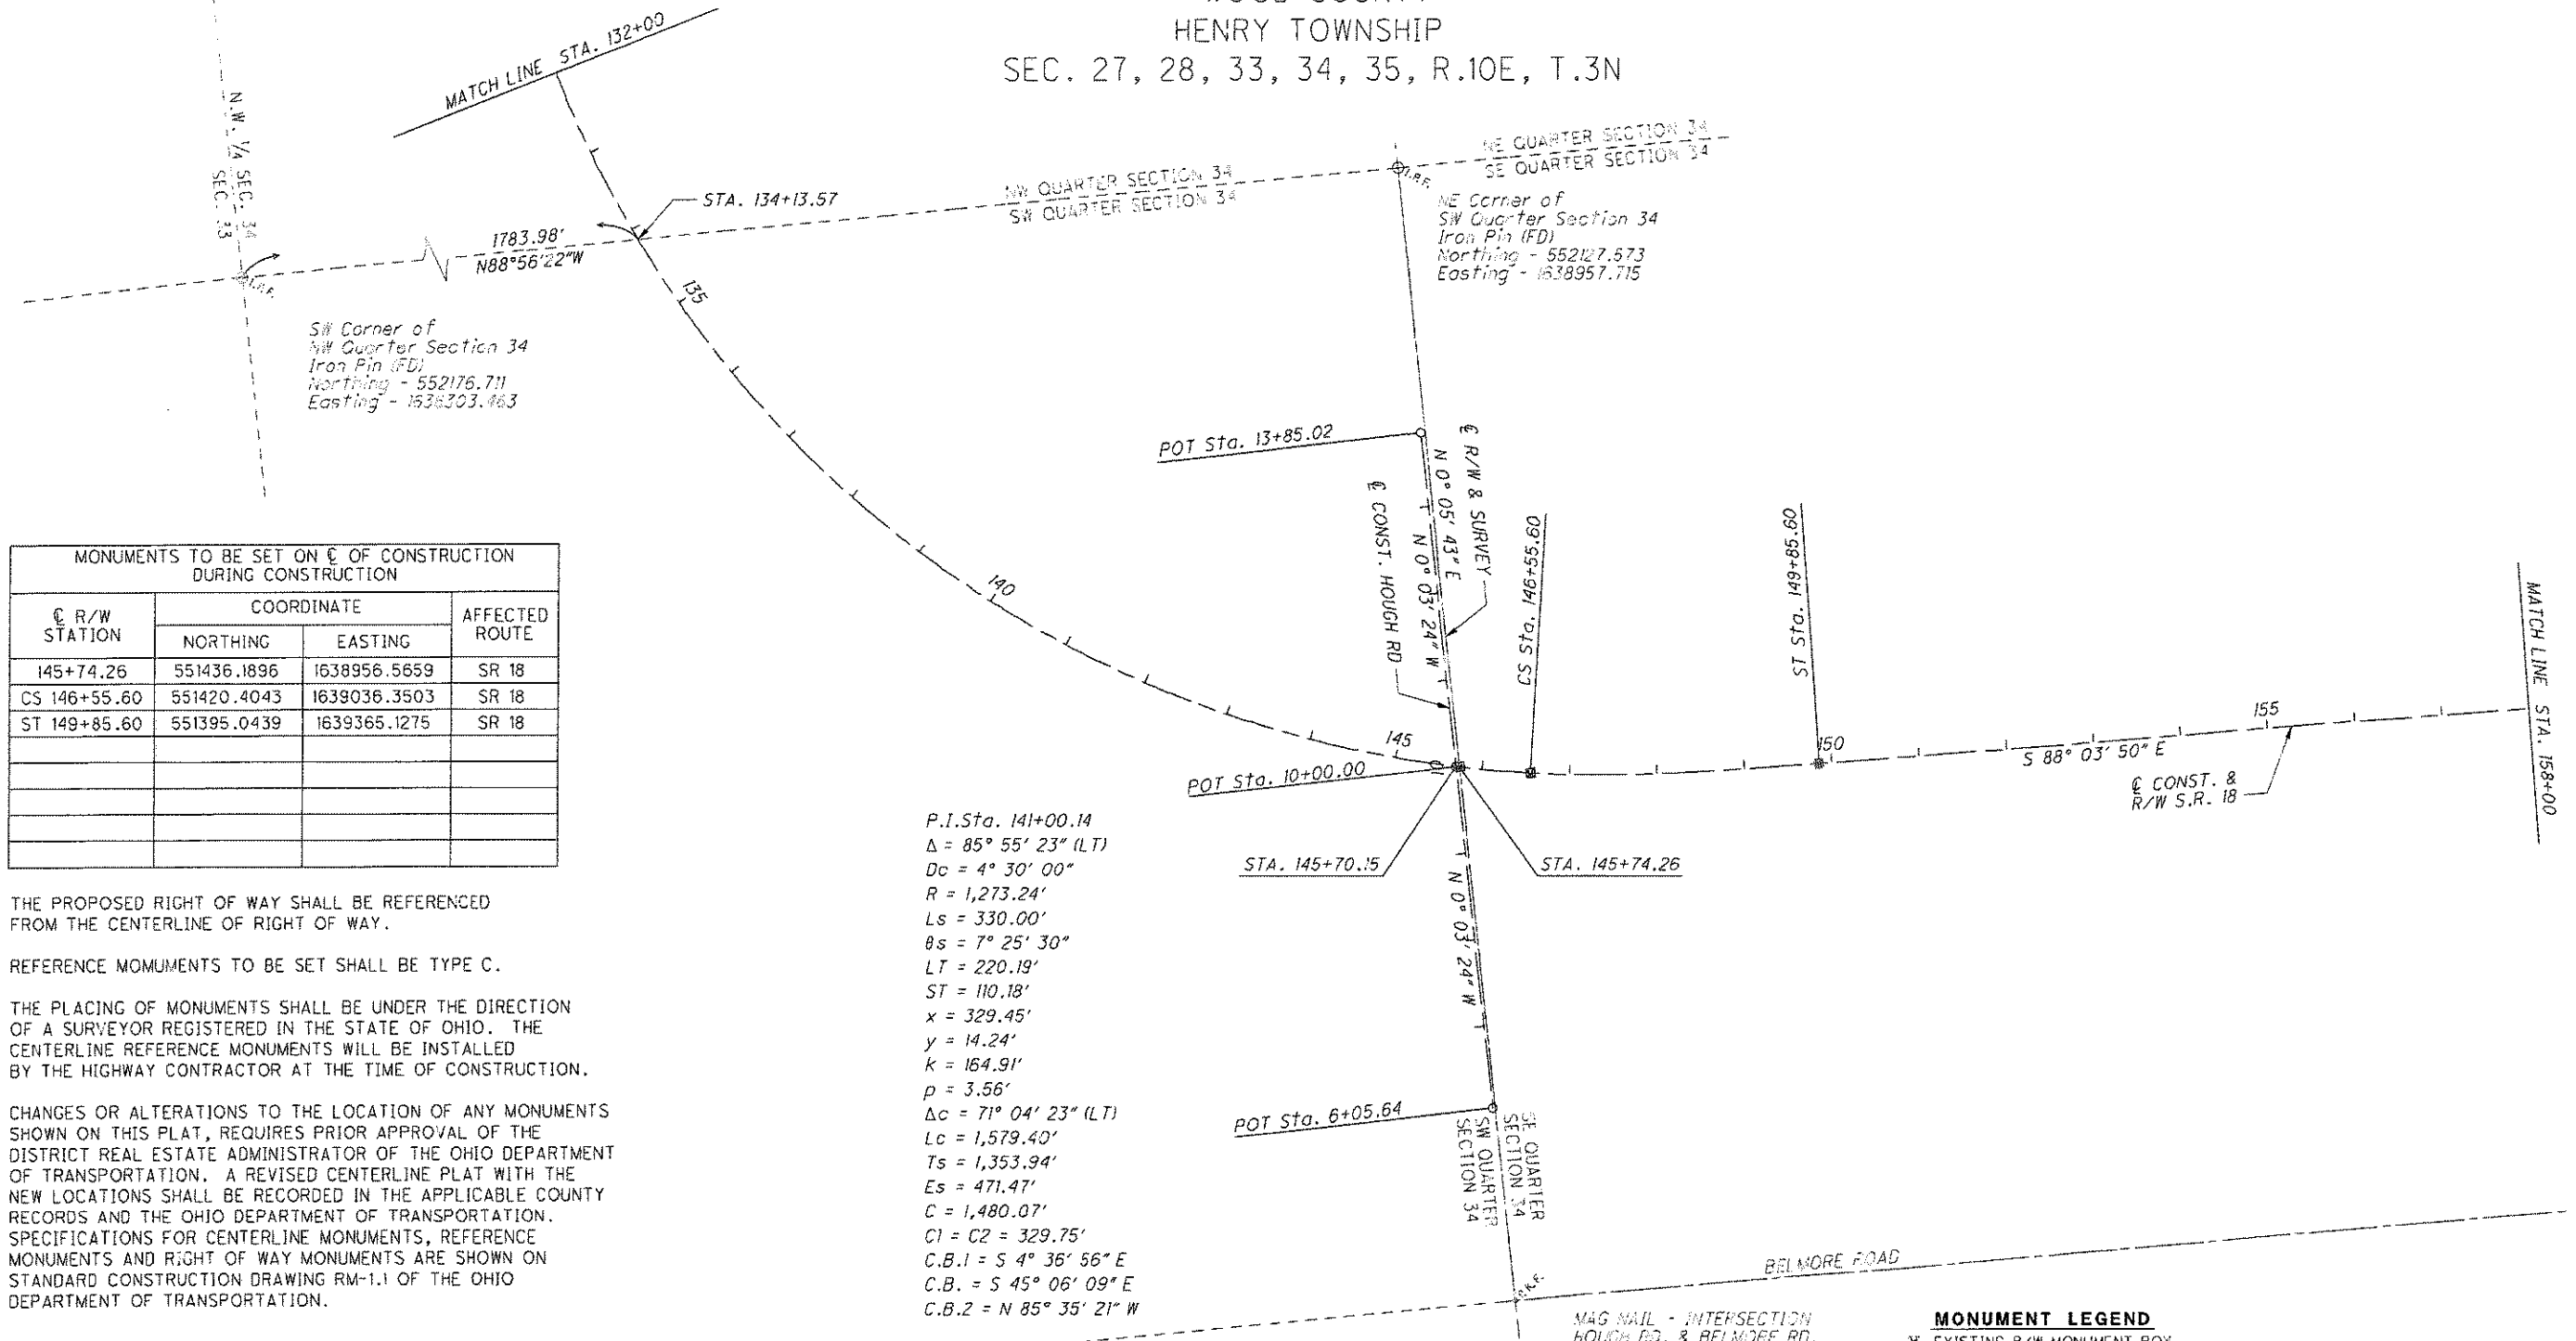 HENRY TOWNSHIP
SEC. 27, 28, 33, 34, 35, R.10E, T.3N
MATCH LINE STA. 132+00
N.W. 1/4 SEC. 34
SEC. 33
STA. 134+13.57
1783.98'
N88°56'22"W
I.P.F.
NW QUARTER SECTION 34
SW QUARTER SECTION 34
NE QUARTER SECTION 34
SE QUARTER SECTION 34
I.P.F.
NE Corner of
SW Quarter Section 34
Iron Pin (FD)
Northing - 552127.573
Easting - 1638957.715
SW Corner of
NW Quarter Section 34
Iron Pin (FD)
Northing - 552176.711
Easting - 1636303.463
135
140
145
150
155
POT Sta. 13+85.02
℄ R/W & SURVEY
N 0° 05' 43" E
N 0° 03' 24" W
℄ CONST. HOUGH RD
CS Sta. 146+55.60
ST Sta. 149+85.60
MATCH LINE STA. 158+00
S 88° 03' 50" E
℄ CONST. &
R/W S.R. 18
POT Sta. 10+00.00
STA. 145+70.15
STA. 145+74.26
N 0° 03' 24" W
POT Sta. 6+05.64
SE QUARTER
SECTION 34
SW QUARTER
SECTION 34
MONUMENTS TO BE SET ON ℄ OF CONSTRUCTION
DURING CONSTRUCTION
℄ R/W STATION COORDINATE AFFECTED ROUTE
NORTHING EASTING
145+74.26 551436.1896 1638956.5659 SR 18
CS 146+55.60 551420.4043 1639036.3503 SR 18
ST 149+85.60 551395.0439 1639365.1275 SR 18
THE PROPOSED RIGHT OF WAY SHALL BE REFERENCED
FROM THE CENTERLINE OF RIGHT OF WAY.
REFERENCE MOMUMENTS TO BE SET SHALL BE TYPE C.
THE PLACING OF MONUMENTS SHALL BE UNDER THE DIRECTION
OF A SURVEYOR REGISTERED IN THE STATE OF OHIO. THE
CENTERLINE REFERENCE MONUMENTS WILL BE INSTALLED
BY THE HIGHWAY CONTRACTOR AT THE TIME OF CONSTRUCTION.
CHANGES OR ALTERATIONS TO THE LOCATION OF ANY MONUMENTS
SHOWN ON THIS PLAT, REQUIRES PRIOR APPROVAL OF THE
DISTRICT REAL ESTATE ADMINISTRATOR OF THE OHIO DEPARTMENT
OF TRANSPORTATION. A REVISED CENTERLINE PLAT WITH THE
NEW LOCATIONS SHALL BE RECORDED IN THE APPLICABLE COUNTY
RECORDS AND THE OHIO DEPARTMENT OF TRANSPORTATION.
SPECIFICATIONS FOR CENTERLINE MONUMENTS, REFERENCE
MONUMENTS AND RIGHT OF WAY MONUMENTS ARE SHOWN ON
STANDARD CONSTRUCTION DRAWING RM-1.1 OF THE OHIO
DEPARTMENT OF TRANSPORTATION.
P.I.Sta. 141+00.14
Δ = 85° 55' 23" (LT)
Dc = 4° 30' 00"
R = 1,273.24'
Ls = 330.00'
θs = 7° 25' 30"
LT = 220.19'
ST = 110.18'
x = 329.45'
y = 14.24'
k = 164.91'
p = 3.56'
Δc = 71° 04' 23" (LT)
Lc = 1,579.40'
Ts = 1,353.94'
Es = 471.47'
C = 1,480.07'
C1 = C2 = 329.75'
C.B.1 = S 4° 36' 56" E
C.B. = S 45° 06' 09" E
C.B.2 = N 85° 35' 21" W
BELMORE ROAD
MAG NAIL - INTERSECTION
HOUGH RD. & BELMORE RD.
MONUMENT LEGEND
EXISTING R/W MONUMENT BOX